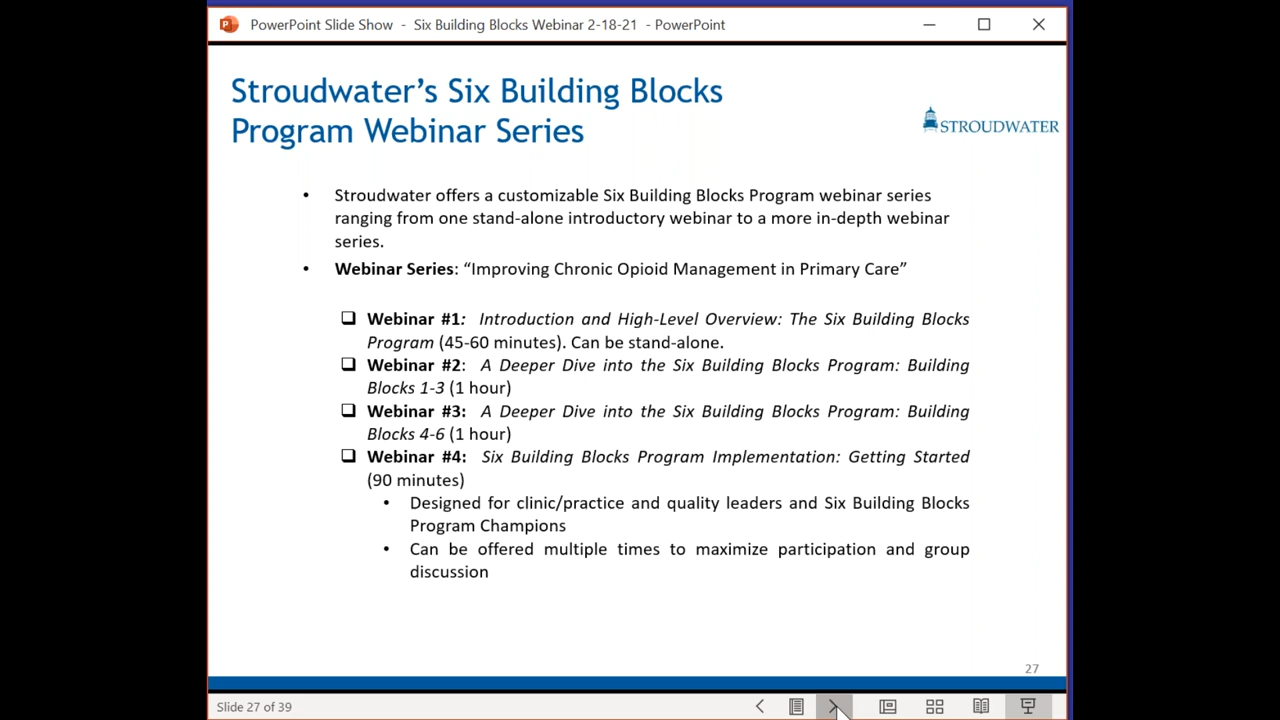 PowerPoint Slide Show - Six Building Blocks Webinar 2-18-21 - PowerPoint
Stroudwater’s Six Building Blocks
Program Webinar Series
STROUDWATER
• Stroudwater offers a customizable Six Building Blocks Program webinar series
ranging from one stand-alone introductory webinar to a more in-depth webinar
series.
• Webinar Series: “Improving Chronic Opioid Management in Primary Care”
❑ Webinar #1: Introduction and High-Level Overview: The Six Building Blocks
Program (45-60 minutes). Can be stand-alone.
❑ Webinar #2: A Deeper Dive into the Six Building Blocks Program: Building
Blocks 1-3 (1 hour)
❑ Webinar #3: A Deeper Dive into the Six Building Blocks Program: Building
Blocks 4-6 (1 hour)
❑ Webinar #4: Six Building Blocks Program Implementation: Getting Started
(90 minutes)
• Designed for clinic/practice and quality leaders and Six Building Blocks
Program Champions
• Can be offered multiple times to maximize participation and group
discussion
27
Slide 27 of 39